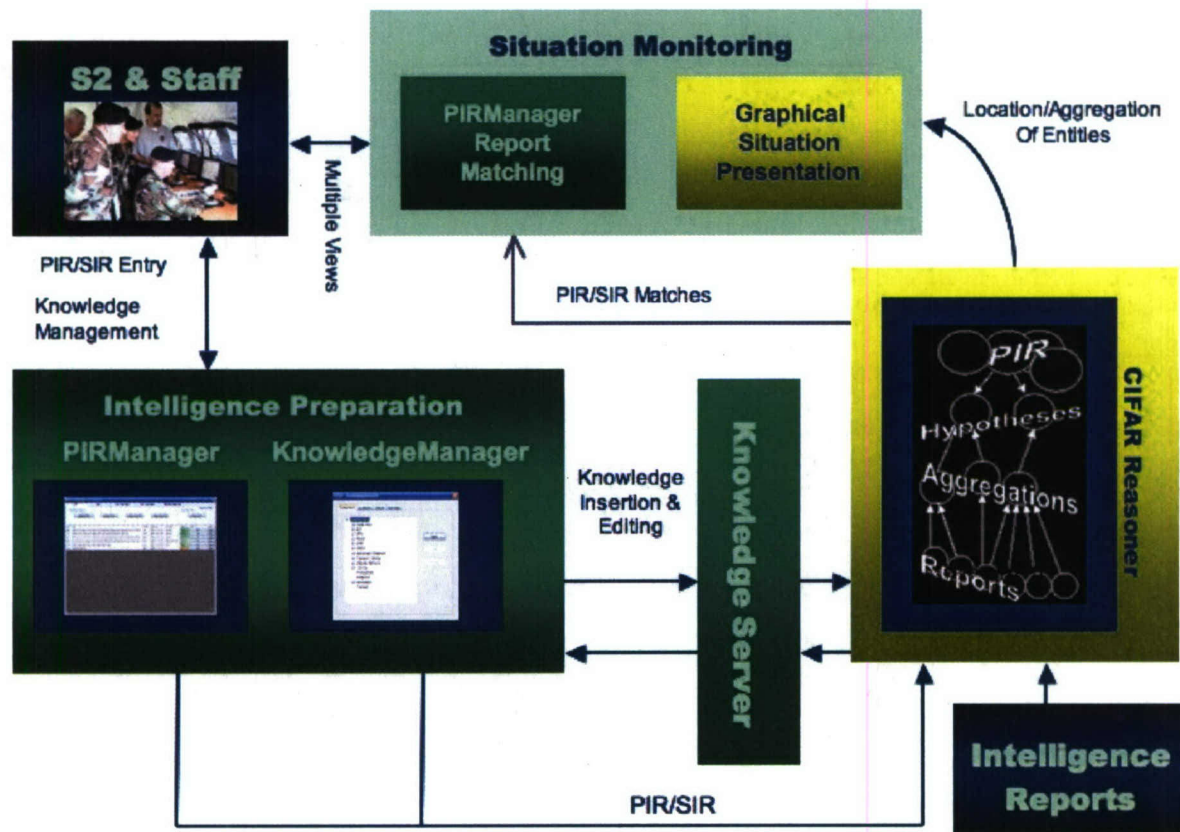 Situation Monitoring
S2 & Staff
PIRManager
Report
Matching
Graphical
Situation
Presentation
Location/Aggregation
Of Entities
Multiple Views
PIR/SIR Entry
Knowledge
Management
PIR/SIR Matches
Intelligence Preparation
PIRManager
KnowledgeManager
Knowledge
Insertion &
Editing
Knowledge Server
CIFAR Reasoner
PIR
Hypotheses
Aggregations
Reports
PIR/SIR
Intelligence
Reports